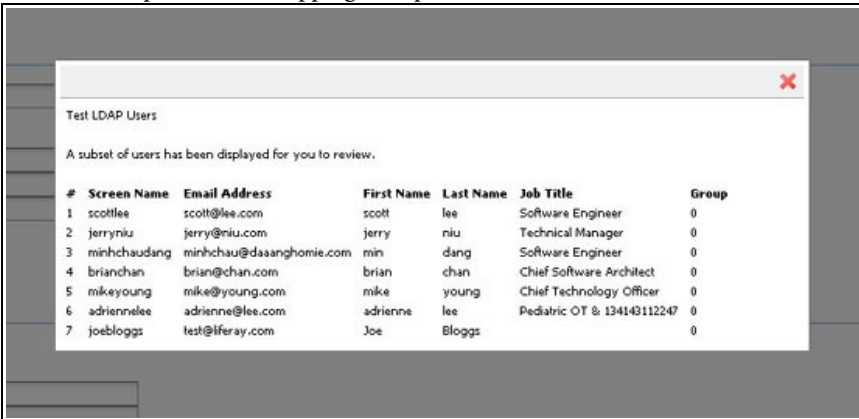 Test LDAP Users
A subset of users has been displayed for you to review.
# Screen Name Email Address First Name Last Name Job Title Group
1 scottlee scott@lee.com scott lee Software Engineer 0
2 jerryniu jerry@niu.com jerry niu Technical Manager 0
3 minhchaudang minhchau@daaanghomie.com min dang Software Engineer 0
4 brianchan brian@chan.com brian chan Chief Software Architect 0
5 mikeyoung mike@young.com mike young Chief Technology Officer 0
6 adriennelee adrienne@lee.com adrienne lee Pediatric OT & 134143112247 0
7 joebloggs test@liferay.com Joe Bloggs 0